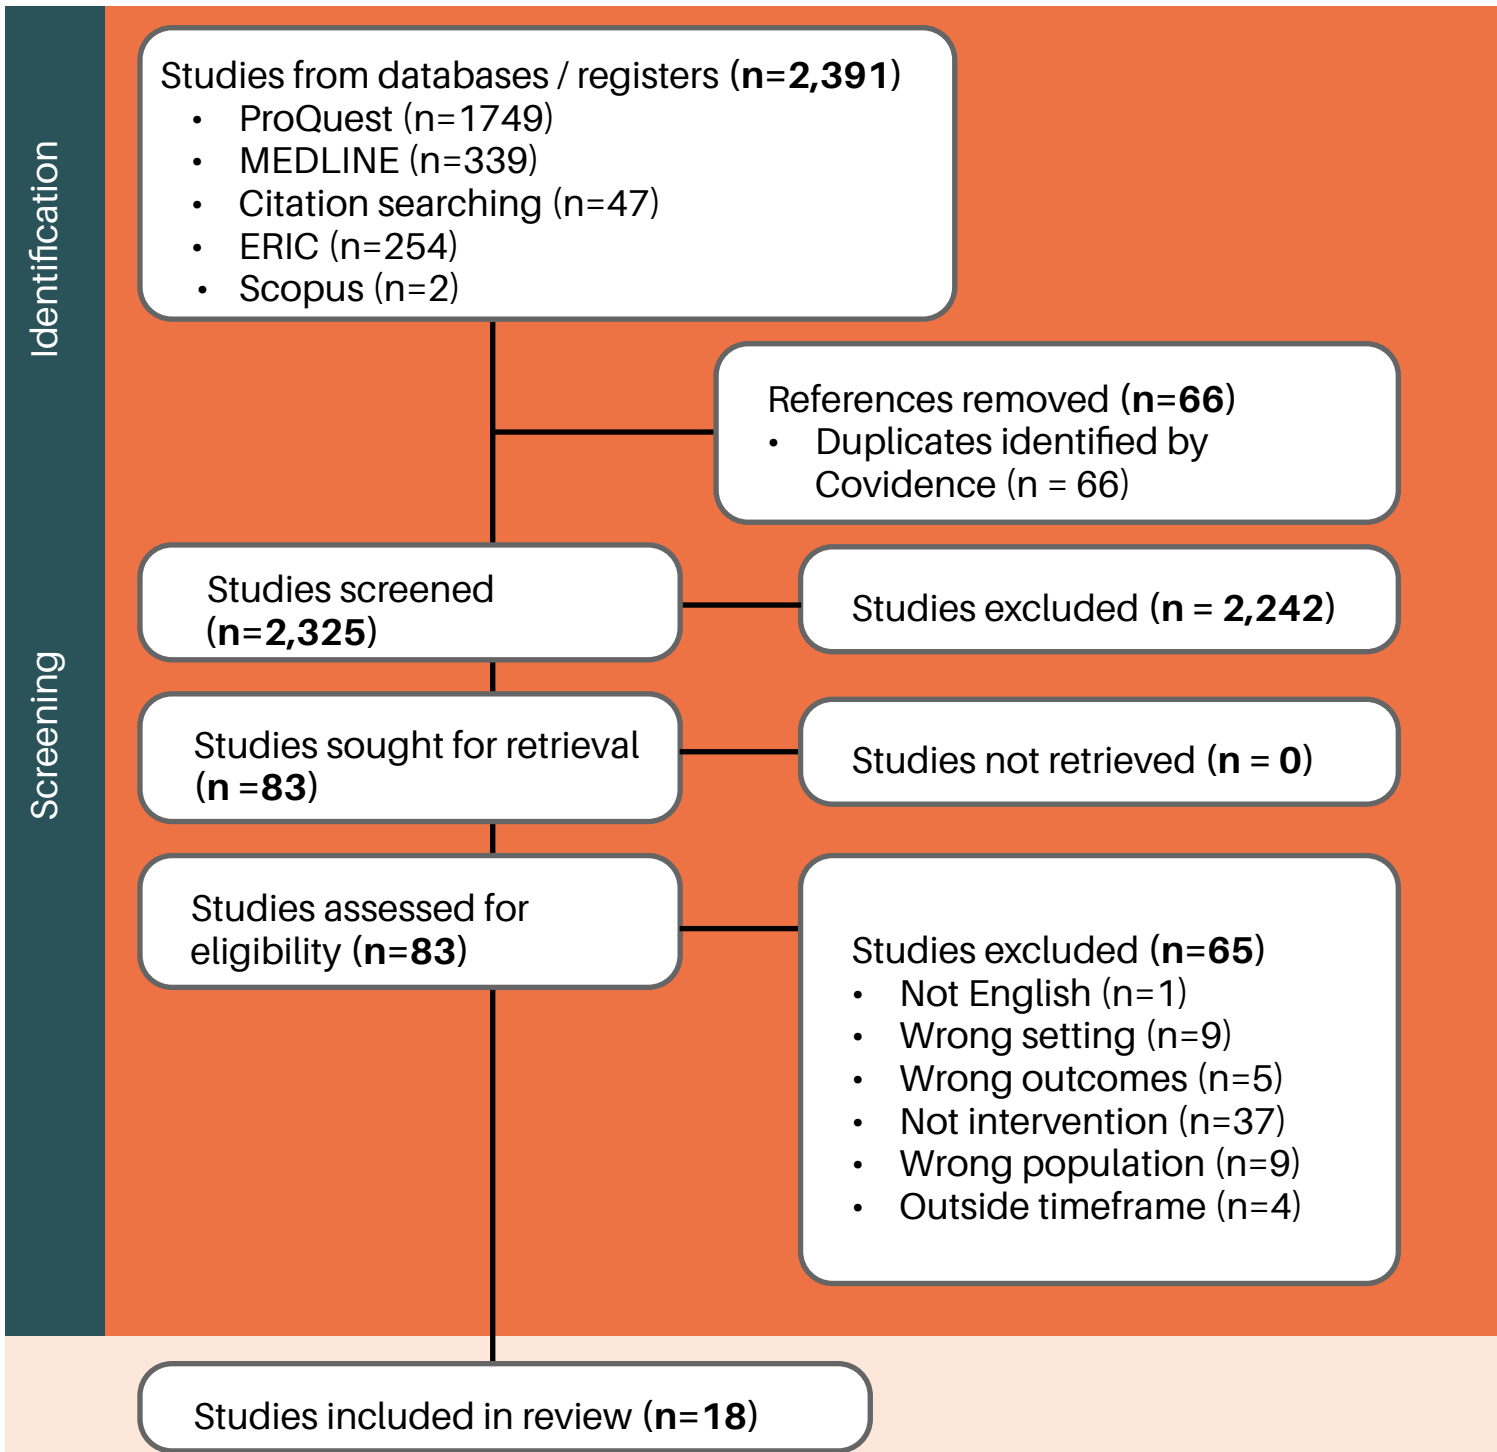 Identification
Studies from databases / registers (n=2,391)
• ProQuest (n=1749)
• MEDLINE (n=339)
• Citation searching (n=47)
• ERIC (n=254)
• Scopus (n=2)
References removed (n=66)
• Duplicates identified by
Covidence (n = 66)
Screening
Studies screened
(n=2,325)
Studies excluded (n = 2,242)
Studies sought for retrieval
(n =83)
Studies not retrieved (n = 0)
Studies assessed for
eligibility (n=83)
Studies excluded (n=65)
• Not English (n=1)
• Wrong setting (n=9)
• Wrong outcomes (n=5)
• Not intervention (n=37)
• Wrong population (n=9)
• Outside timeframe (n=4)
Studies included in review (n=18)